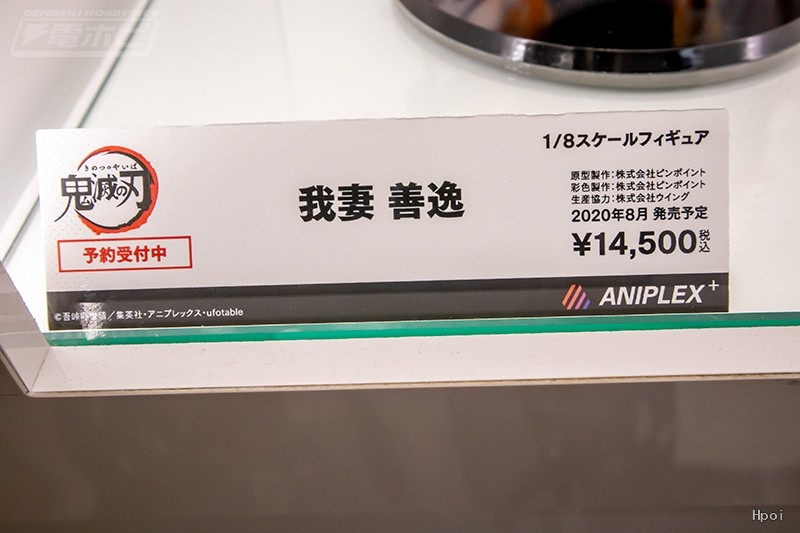 DENGEKI HOBBY WEB
電ホビ
1/8スケールフィギュア
きめつのやいば
鬼滅の刃
予約受付中
我妻 善逸
原型製作:株式会社ピンポイント
彩色製作:株式会社ピンポイント
生産協力:株式会社ウイング
2020年8月 発売予定
¥14,500税込
©吾峠呼世晴/集英社・アニプレックス・ufotable
ANIPLEX+
Hpoi